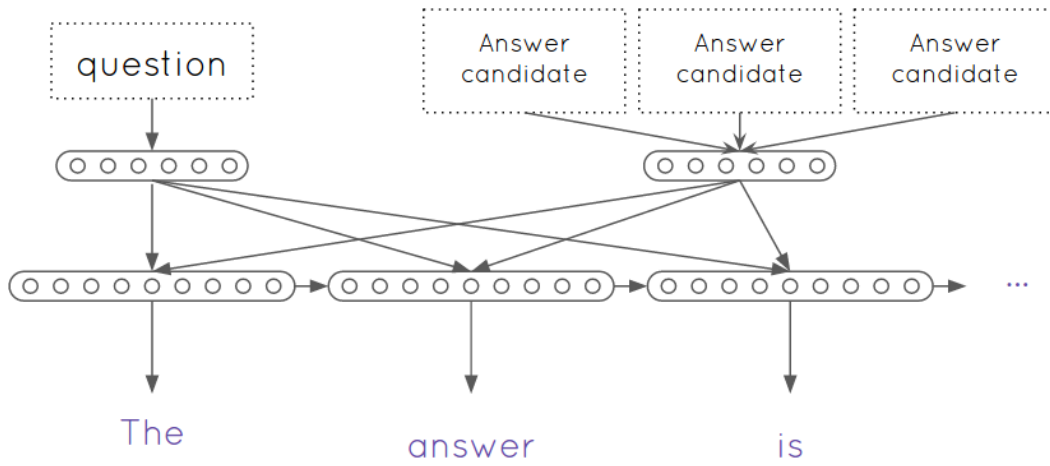 question
Answer
candidate
Answer
candidate
Answer
candidate
...
The
answer
is